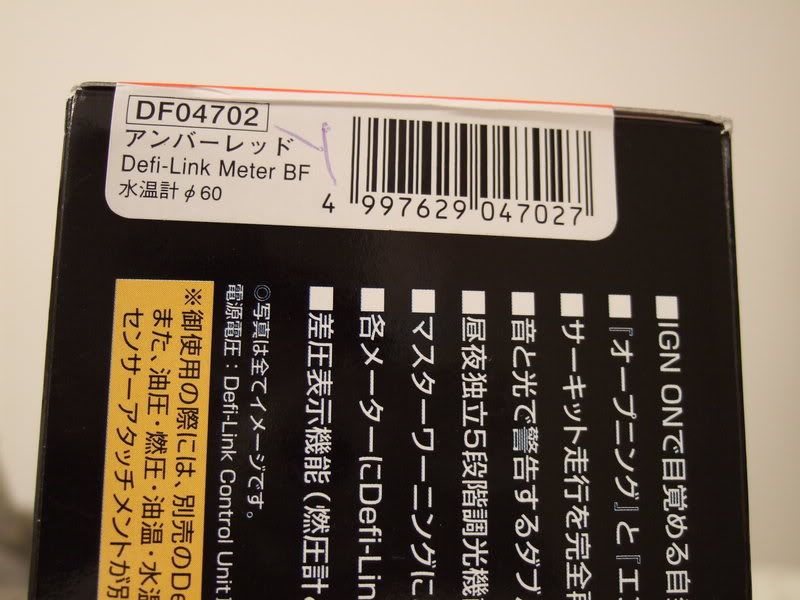 DF04702
アンバーレッド
Defi-Link Meter BF
水温計φ60
4 997629 047027
■IGN ONで目覚める自
■『オープニング』と『エ
■サーキット走行を完全
■音と光で警告するダブ
■昼夜独立5段階調光機
■マスターワーニングに
■各メーターにDefi-Lin
■差圧表示機能(燃圧計
◎写真は全てイメージです。
電源電圧:Defi-Link Control Unit
※御使用の際には、別売のDe
また、油圧・燃圧・油温・水温
センサーアタッチメントが別